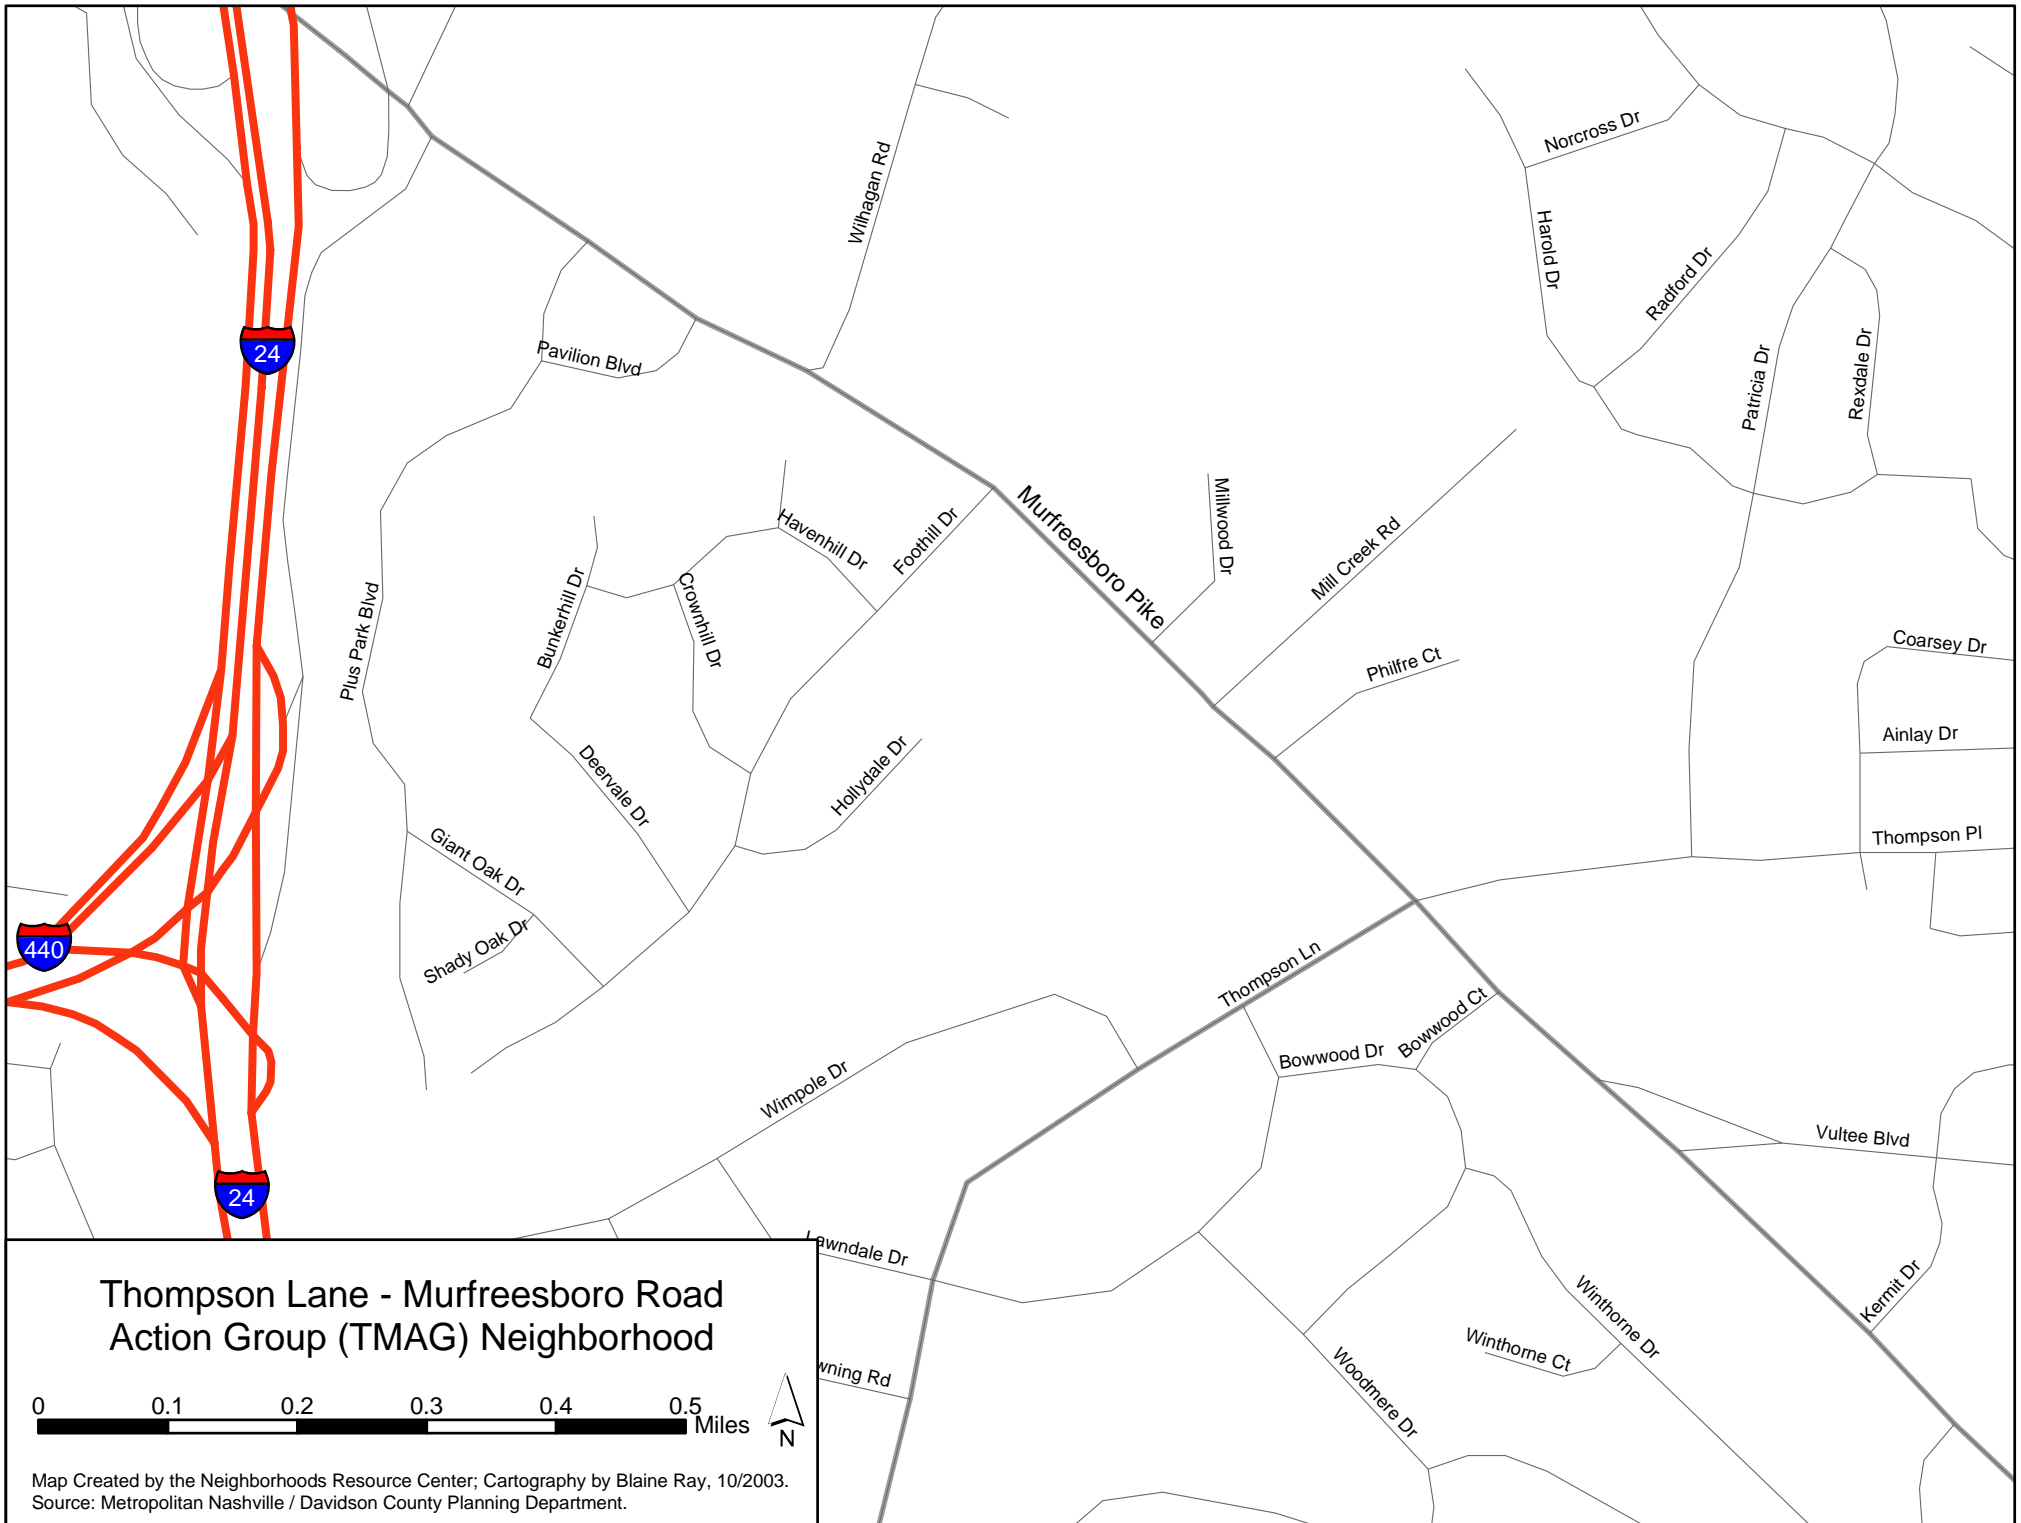 Norcross Dr
Wilhagan Rd
Harold Dr
Radford Dr
24
Pavilion Blvd
Patricia Dr
Rexdale Dr
Murfreesboro Pike
Millwood Dr
Mill Creek Rd
Havenhill Dr
Foothill Dr
Bunkerhill Dr
Crownhill Dr
Plus Park Blvd
Coarsey Dr
Philfre Ct
Ainlay Dr
Deervale Dr
Hollydale Dr
Thompson Pl
Giant Oak Dr
Shady Oak Dr
440
Thompson Ln
Bowwood Ct
Bowwood Dr
Wimpole Dr
Vultee Blvd
24
Lawndale Dr
Kermit Dr
Winthorne Dr
Winthorne Ct
Woodmere Dr
wning Rd
Thompson Lane - Murfreesboro Road
Action Group (TMAG) Neighborhood
0 0.1 0.2 0.3 0.4 0.5
Miles
N
Map Created by the Neighborhoods Resource Center; Cartography by Blaine Ray, 10/2003.
Source: Metropolitan Nashville / Davidson County Planning Department.